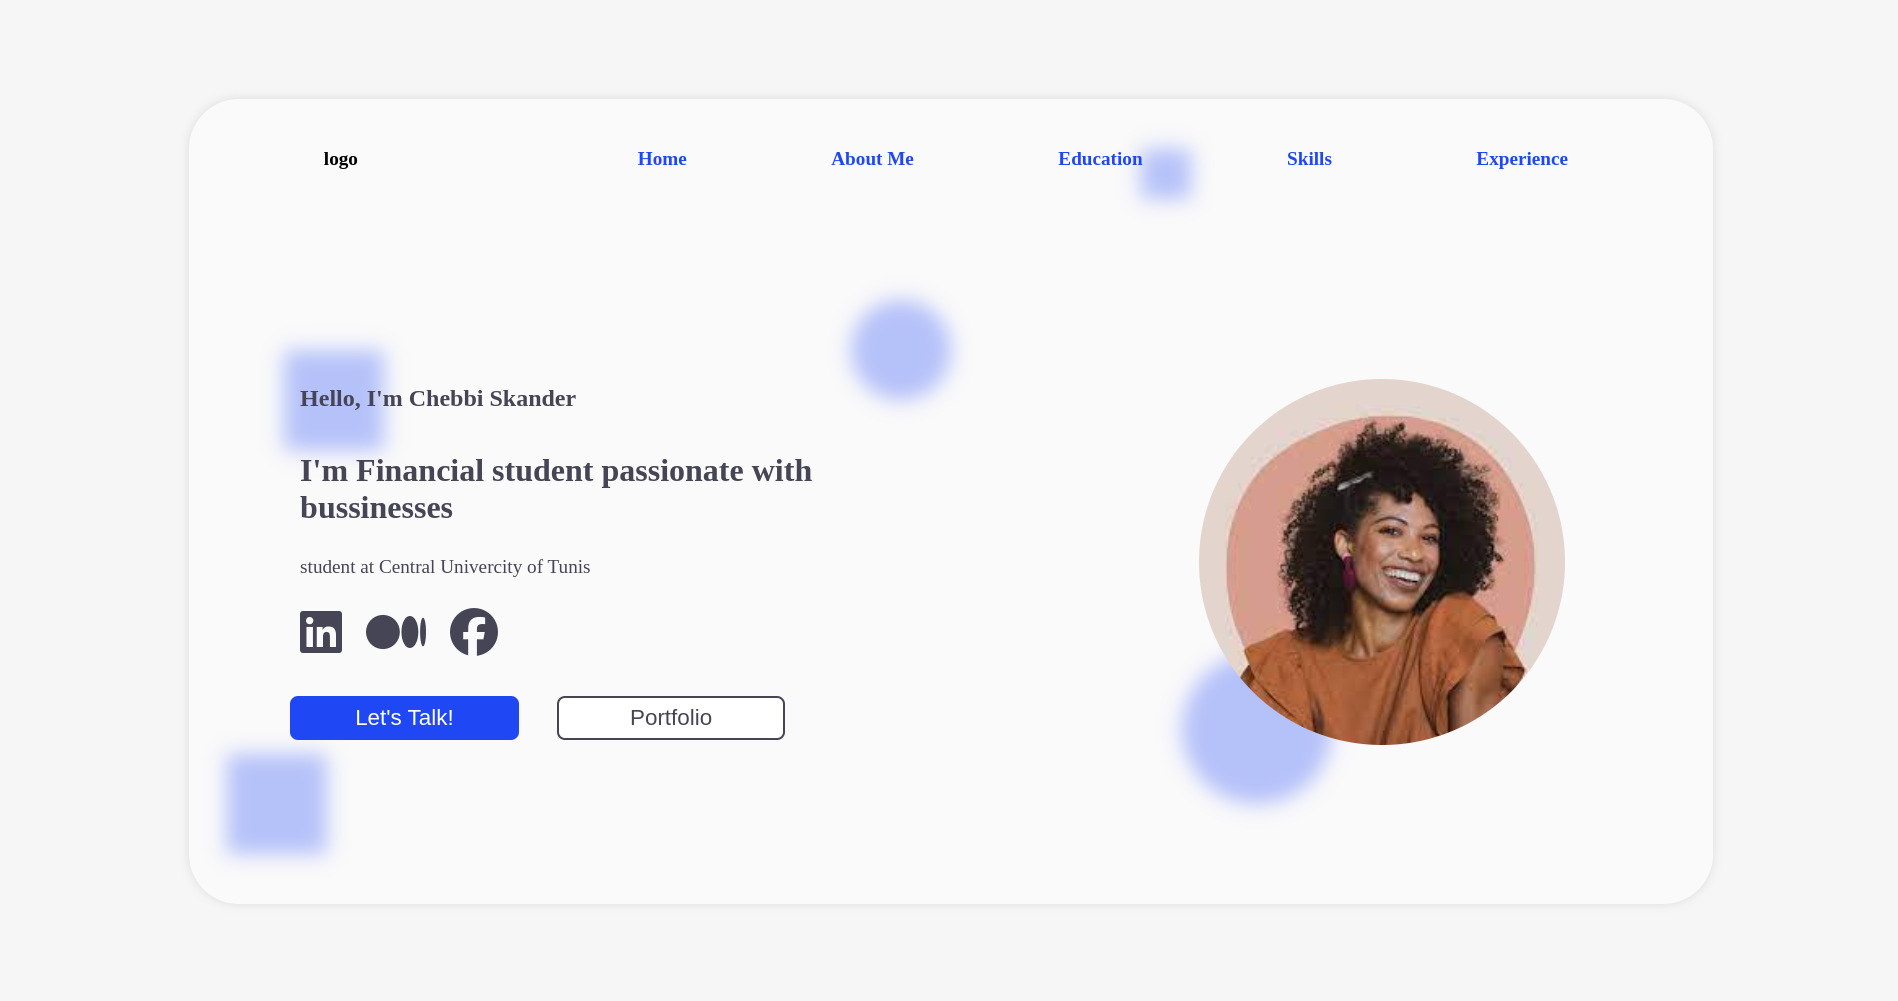 logo
Home
About Me
Education
Skills
Experience
Hello, I'm Chebbi Skander
I'm Financial student passionate with
bussinesses
student at Central Univercity of Tunis
in
Let's Talk!
Portfolio